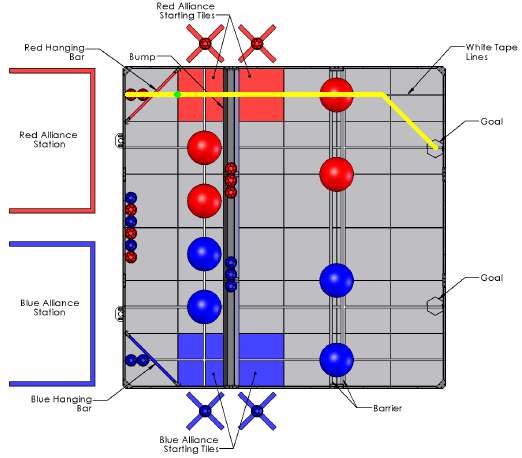 Red Alliance
Starting Tiles
Red Hanging
Bar
Bump
White Tape
Lines
Goal
Red Alliance
Station
Blue Alliance
Station
Goal
Blue Hanging
Bar
Barrier
Blue Alliance
Starting Tiles